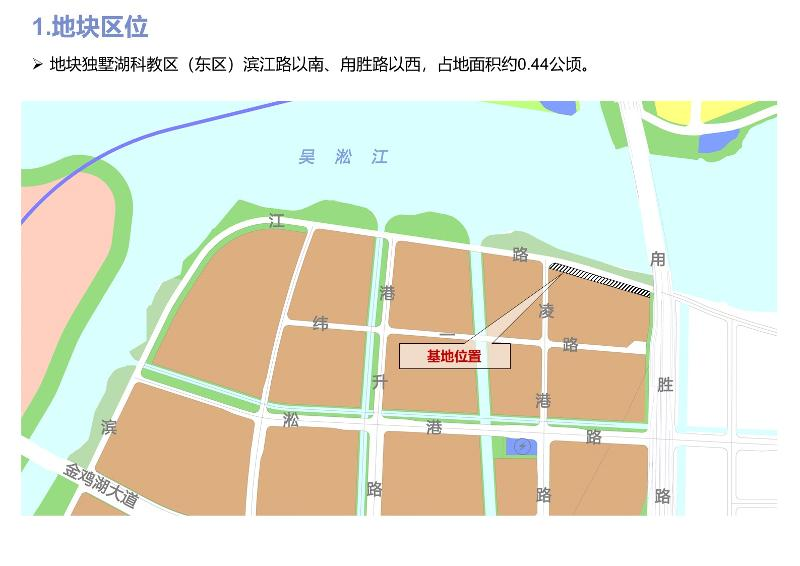 1.地块区位
➢ 地块独墅湖科教区（东区）滨江路以南、用胜路以西，占地面积约0.44公顷。
吴淞江
江
路
用
港
凌
纬
一
路
基地位置
升
胜
港
滨
淞
港
路
金鸡湖大道
路
路
路